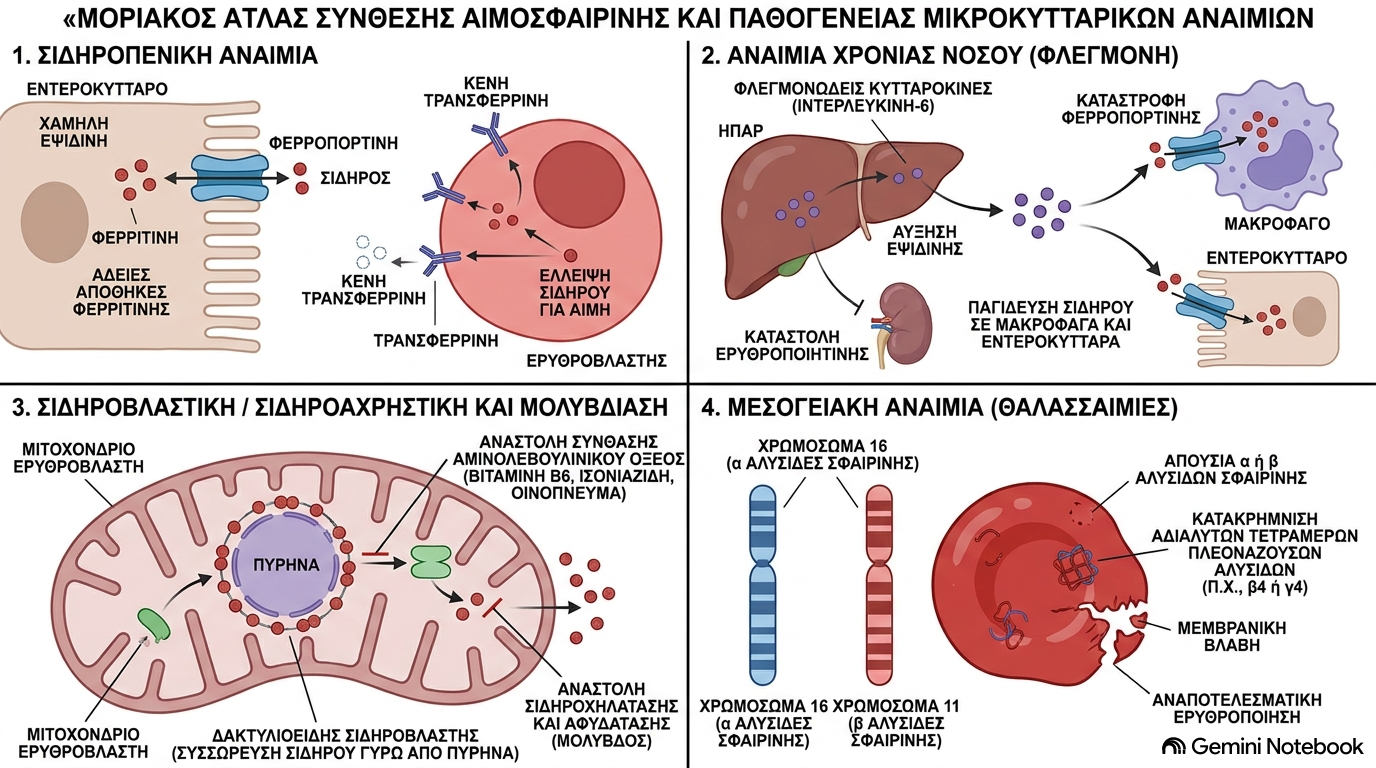 «ΜΟΡΙΑΚΟΣ ΑΤΛΑΣ ΣΥΝΘΕΣΗΣ ΑΙΜΟΣΦΑΙΡΙΝΗΣ ΚΑΙ ΠΑΘΟΓΕΝΕΙΑΣ ΜΙΚΡΟΚΥΤΤΑΡΙΚΩΝ ΑΝΑΙΜΙΩΝ
1. ΣΙΔΗΡΟΠΕΝΙΚΗ ΑΝΑΙΜΙΑ
ΕΝΤΕΡΟΚΥΤΤΑΡΟ
ΧΑΜΗΛΗ
ΕΨΙΔΙΝΗ
ΦΕΡΡΟΠΟΡΤΙΝΗ
ΣΙΔΗΡΟΣ
ΦΕΡΡΙΤΙΝΗ
ΑΔΕΙΕΣ
ΑΠΟΘΗΚΕΣ
ΦΕΡΡΙΤΙΝΗΣ
ΚΕΝΗ
ΤΡΑΝΣΦΕΡΡΙΝΗ
ΚΕΝΗ
ΤΡΑΝΣΦΕΡΡΙΝΗ
ΤΡΑΝΣΦΕΡΡΙΝΗ
ΕΛΛΕΙΨΗ
ΣΙΔΗΡΟΥ
ΓΙΑ ΑΙΜΗ
ΕΡΥΘΡΟΒΛΑΣΤΗΣ
2. ΑΝΑΙΜΙΑ ΧΡΟΝΙΑΣ ΝΟΣΟΥ (ΦΛΕΓΜΟΝΗ)
ΦΛΕΓΜΟΝΩΔΕΙΣ ΚΥΤΤΑΡΟΚΙΝΕΣ
(ΙΝΤΕΡΛΕΥΚΙΝΗ-6)
ΗΠΑΡ
ΑΥΞΗΣΗ
ΕΨΙΔΙΝΗΣ
ΚΑΤΑΣΤΟΛΗ
ΕΡΥΘΡΟΠΟΙΗΤΙΝΗΣ
ΚΑΤΑΣΤΡΟΦΗ
ΦΕΡΡΟΠΟΡΤΙΝΗΣ
ΜΑΚΡΟΦΑΓΟ
ΕΝΤΕΡΟΚΥΤΤΑΡΟ
ΠΑΓΙΔΕΥΣΗ ΣΙΔΗΡΟΥ
ΣΕ ΜΑΚΡΟΦΑΓΑ ΚΑΙ
ΕΝΤΕΡΟΚΥΤΤΑΡΑ
3. ΣΙΔΗΡΟΒΛΑΣΤΙΚΗ / ΣΙΔΗΡΟΑΧΡΗΣΤΙΚΗ ΚΑΙ ΜΟΛΥΒΔΙΑΣΗ
ΜΙΤΟΧΟΝΔΡΙΟ
ΕΡΥΘΡΟΒΛΑΣΤΗ
ΑΝΑΣΤΟΛΗ ΣΥΝΘΑΣΗΣ
ΑΜΙΝΟΛΕΒΟΥΛΙΝΙΚΟΥ ΟΞΕΟΣ
(ΒΙΤΑΜΙΝΗ Β6, ΙΣΟΝΙΑΖΙΔΗ,
ΟΙΝΟΠΝΕΥΜΑ)
ΠΥΡΗΝΑ
ΜΙΤΟΧΟΝΔΡΙΟ
ΕΡΥΘΡΟΒΛΑΣΤΗ
ΔΑΚΤΥΛΙΟΕΙΔΗΣ ΣΙΔΗΡΟΒΛΑΣΤΗΣ
(ΣΥΣΣΩΡΕΥΣΗ ΣΙΔΗΡΟΥ ΓΥΡΩ ΑΠΟ ΠΥΡΗΝΑ)
ΑΝΑΣΤΟΛΗ
ΣΙΔΗΡΟΧΗΛΑΤΑΣΗΣ
ΚΑΙ ΑΦΥΔΑΤΑΣΗΣ
(ΜΟΛΥΒΔΟΣ)
4. ΜΕΣΟΓΕΙΑΚΗ ΑΝΑΙΜΙΑ (ΘΑΛΑΣΣΑΙΜΙΕΣ)
ΧΡΩΜΟΣΩΜΑ 16
(α ΑΛΥΣΙΔΕΣ ΣΦΑΙΡΙΝΗΣ)
ΧΡΩΜΟΣΩΜΑ 16
(α ΑΛΥΣΙΔΕΣ
ΣΦΑΙΡΙΝΗΣ)
ΧΡΩΜΟΣΩΜΑ 11
(β ΑΛΥΣΙΔΕΣ
ΣΦΑΙΡΙΝΗΣ)
ΑΠΟΥΣΙΑ α ή β
ΑΛΥΣΙΔΩΝ ΣΦΑΙΡΙΝΗΣ
ΚΑΤΑΚΡΗΜΝΙΣΗ
ΑΔΙΑΛΥΤΩΝ ΤΕΤΡΑΜΕΡΩΝ
ΠΛΕΟΝΑΖΟΥΣΩΝ
ΑΛΥΣΙΔΩΝ
(Π.Χ., β4 ή γ4)
ΜΕΜΒΡΑΝΙΚΗ
ΒΛΑΒΗ
ΑΝΑΠΟΤΕΛΕΣΜΑΤΙΚΗ
ΕΡΥΘΡΟΠΟΙΗΣΗ
Gemini Notebook